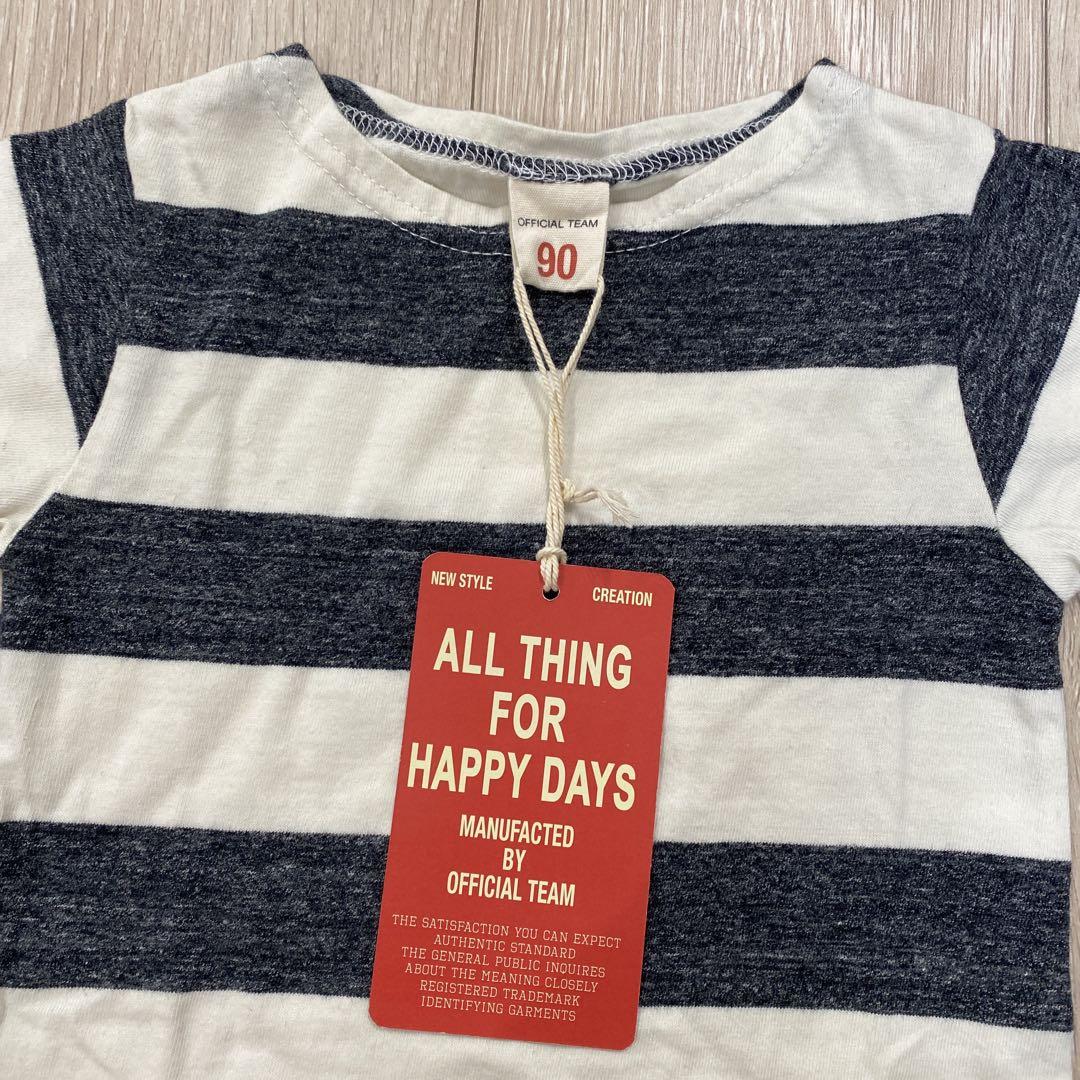 OFFICIAL TEAM
90
NEW STYLE
CREATION
ALL THING
FOR
HAPPY DAYS
MANUFACTED
BY
OFFICIAL TEAM
THE SATISFACTION YOU CAN EXPECT
AUTHENTIC STANDARD
THE GENERAL PUBLIC INQUIRES
ABOUT THE MEANING CLOSELY
REGISTERED TRADEMARK
IDENTIFYING GARMENTS